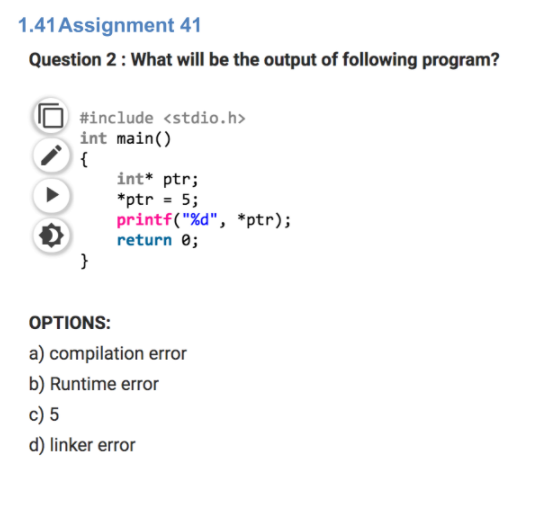 1.41 Assignment 41
Question 2 : What will be the output of following program?
#include <stdio.h>
int main()
{
int* ptr;
*ptr = 5;
printf("%d", *ptr);
return 0;
}
OPTIONS:
a) compilation error
b) Runtime error
c) 5
d) linker error